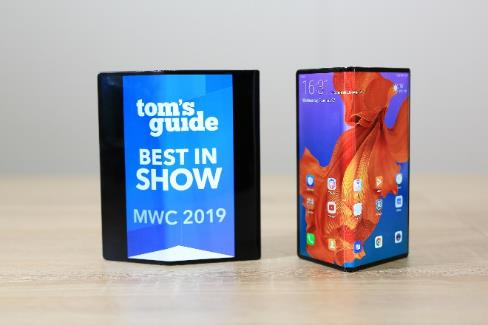 tom's
guide
BEST IN
SHOW
MWC 2019